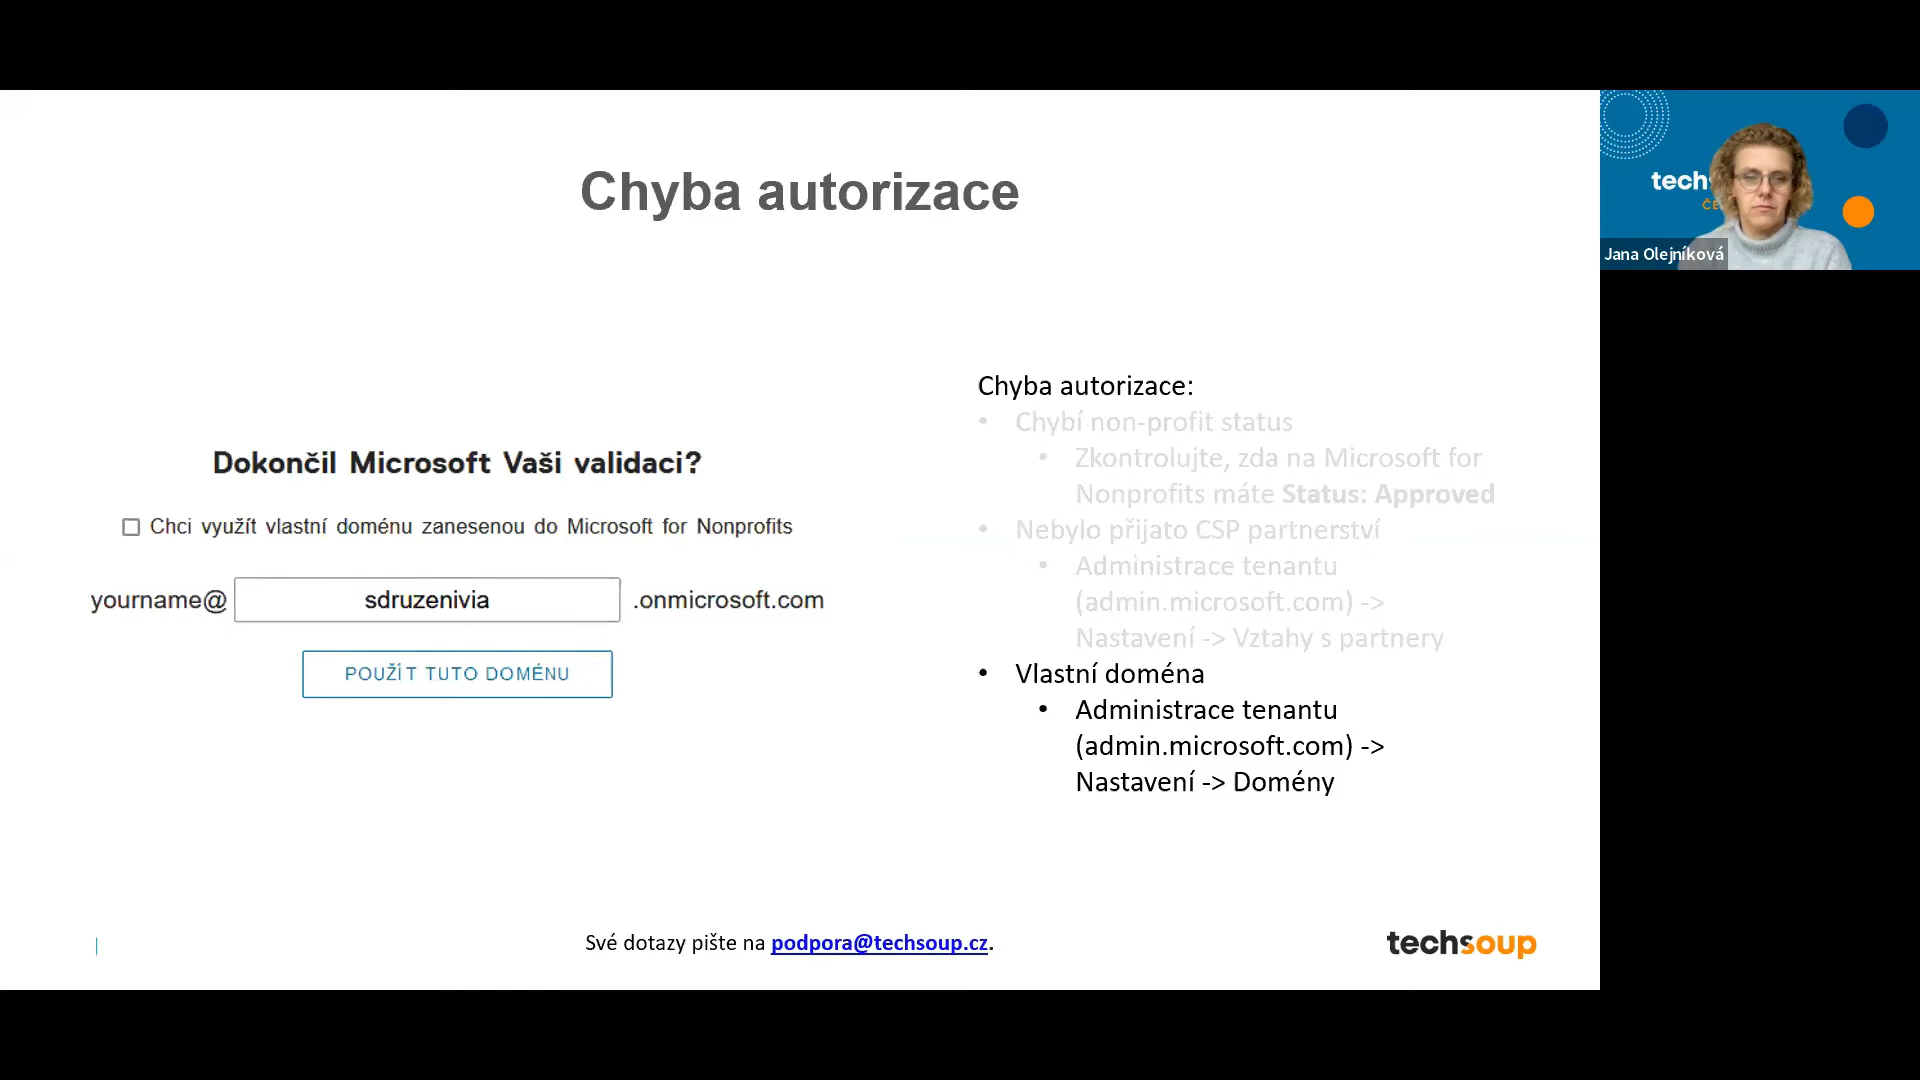 Chyba autorizace
Dokončil Microsoft Vaši validaci?
Chci využít vlastní doménu zanesenou do Microsoft for Nonprofits
yourname@ sdruzenivia .onmicrosoft.com
POUŽÍT TUTO DOMÉNU
Chyba autorizace:
• Chybí non-profit status
• Zkontrolujte, zda na Microsoft for
Nonprofits máte Status: Approved
• Nebylo přijato CSP partnerství
• Administrace tenantu
(admin.microsoft.com) ->
Nastavení -> Vztahy s partnery
• Vlastní doména
• Administrace tenantu
(admin.microsoft.com) ->
Nastavení -> Domény
Své dotazy pište na podpora@techsoup.cz.
techsoup
Jana Olejníková